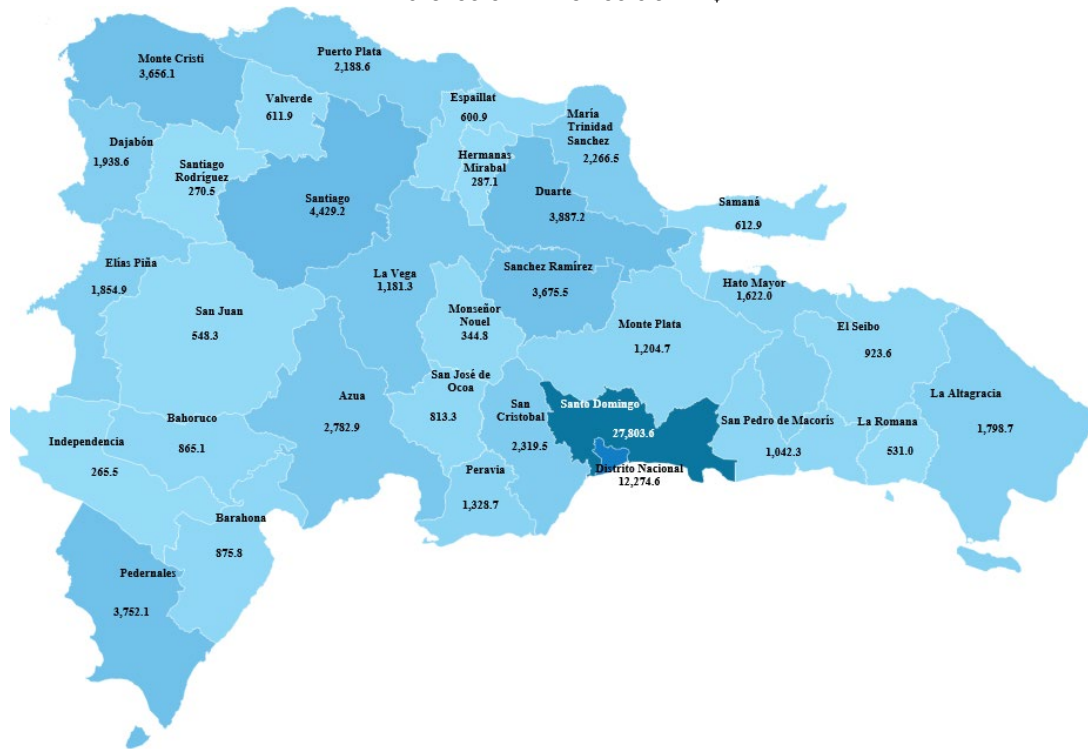 Monte Cristi
3,656.1
Puerto Plata
2,188.6
Valverde
611.9
Espaillat
600.9
María
Trinidad
Sanchez
2,266.5
Dajabón
1,938.6
Santiago
Rodríguez
270.5
Hermanas
Mirabal
287.1
Santiago
4,429.2
Duarte
3,887.2
Samaná
612.9
Elías Piña
1,854.9
La Vega
1,181.3
Sanchez Ramírez
3,675.5
Hato Mayor
1,622.0
San Juan
548.3
Monseñor
Nouel
344.8
Monte Plata
1,204.7
El Seibo
923.6
Azua
2,782.9
San José de
Ocoa
813.3
San
Cristobal
2,319.5
Santo Domingo
27,803.6
La Altagracia
1,798.7
Bahoruco
865.1
San Pedro de Macorís
1,042.3
La Romana
531.0
Independencia
265.5
Distrito Nacional
12,274.6
Peravia
1,328.7
Barahona
875.8
Pedernales
3,752.1